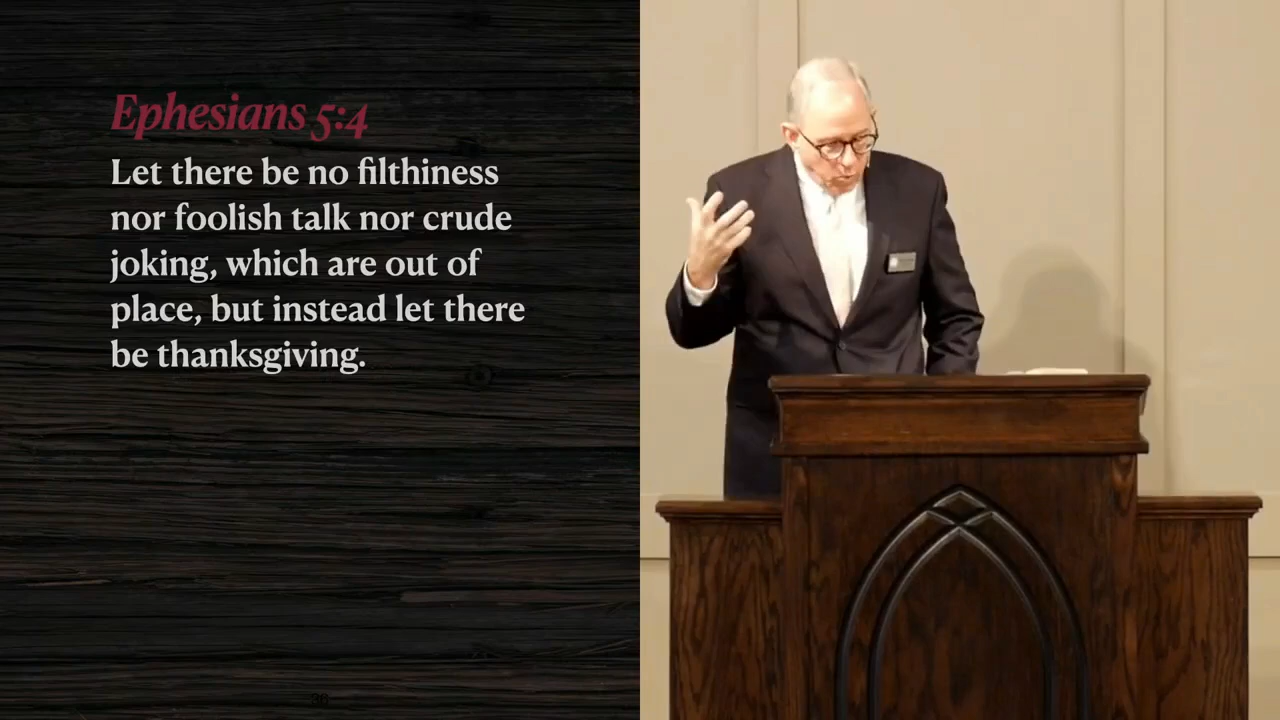 Ephesians 5:4
Let there be no filthiness
nor foolish talk nor crude
joking, which are out of
place, but instead let there
be thanksgiving.
36